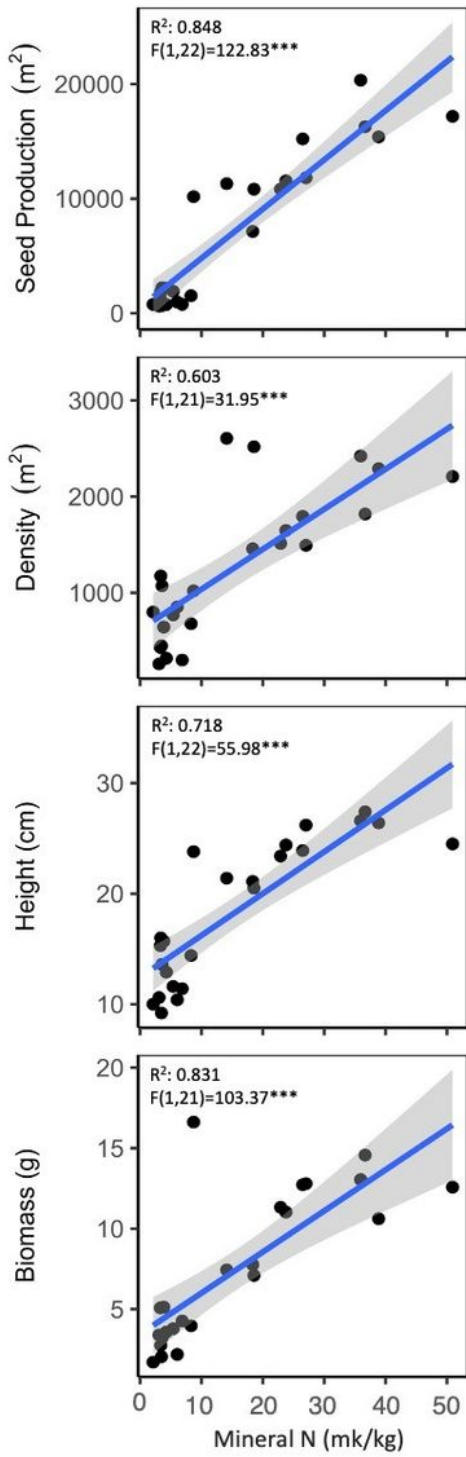 R²: 0.848
F(1,22)=122.83***
Seed Production (m²)
20000
10000
0
R²: 0.603
F(1,21)=31.95***
Density (m²)
3000
2000
1000
R²: 0.718
F(1,22)=55.98***
Height (cm)
30
20
10
R²: 0.831
F(1,21)=103.37***
Biomass (g)
20
15
10
5
0 10 20 30 40 50
Mineral N (mk/kg)